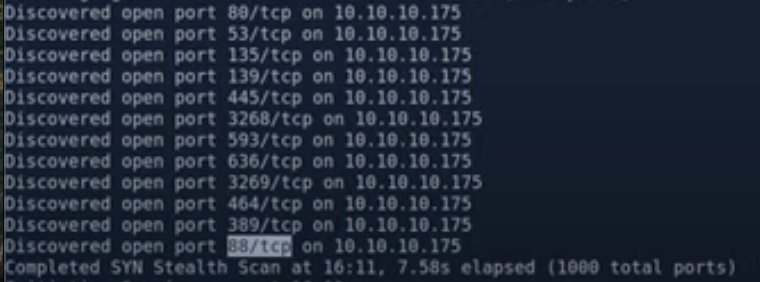 Discovered open port 80/tcp on 10.10.10.175
Discovered open port 53/tcp on 10.10.10.175
Discovered open port 135/tcp on 10.10.10.175
Discovered open port 139/tcp on 10.10.10.175
Discovered open port 445/tcp on 10.10.10.175
Discovered open port 3268/tcp on 10.10.10.175
Discovered open port 593/tcp on 10.10.10.175
Discovered open port 636/tcp on 10.10.10.175
Discovered open port 3269/tcp on 10.10.10.175
Discovered open port 464/tcp on 10.10.10.175
Discovered open port 389/tcp on 10.10.10.175
Discovered open port 88/tcp on 10.10.10.175
Completed SYN Stealth Scan at 16:11, 7.58s elapsed (1000 total ports)